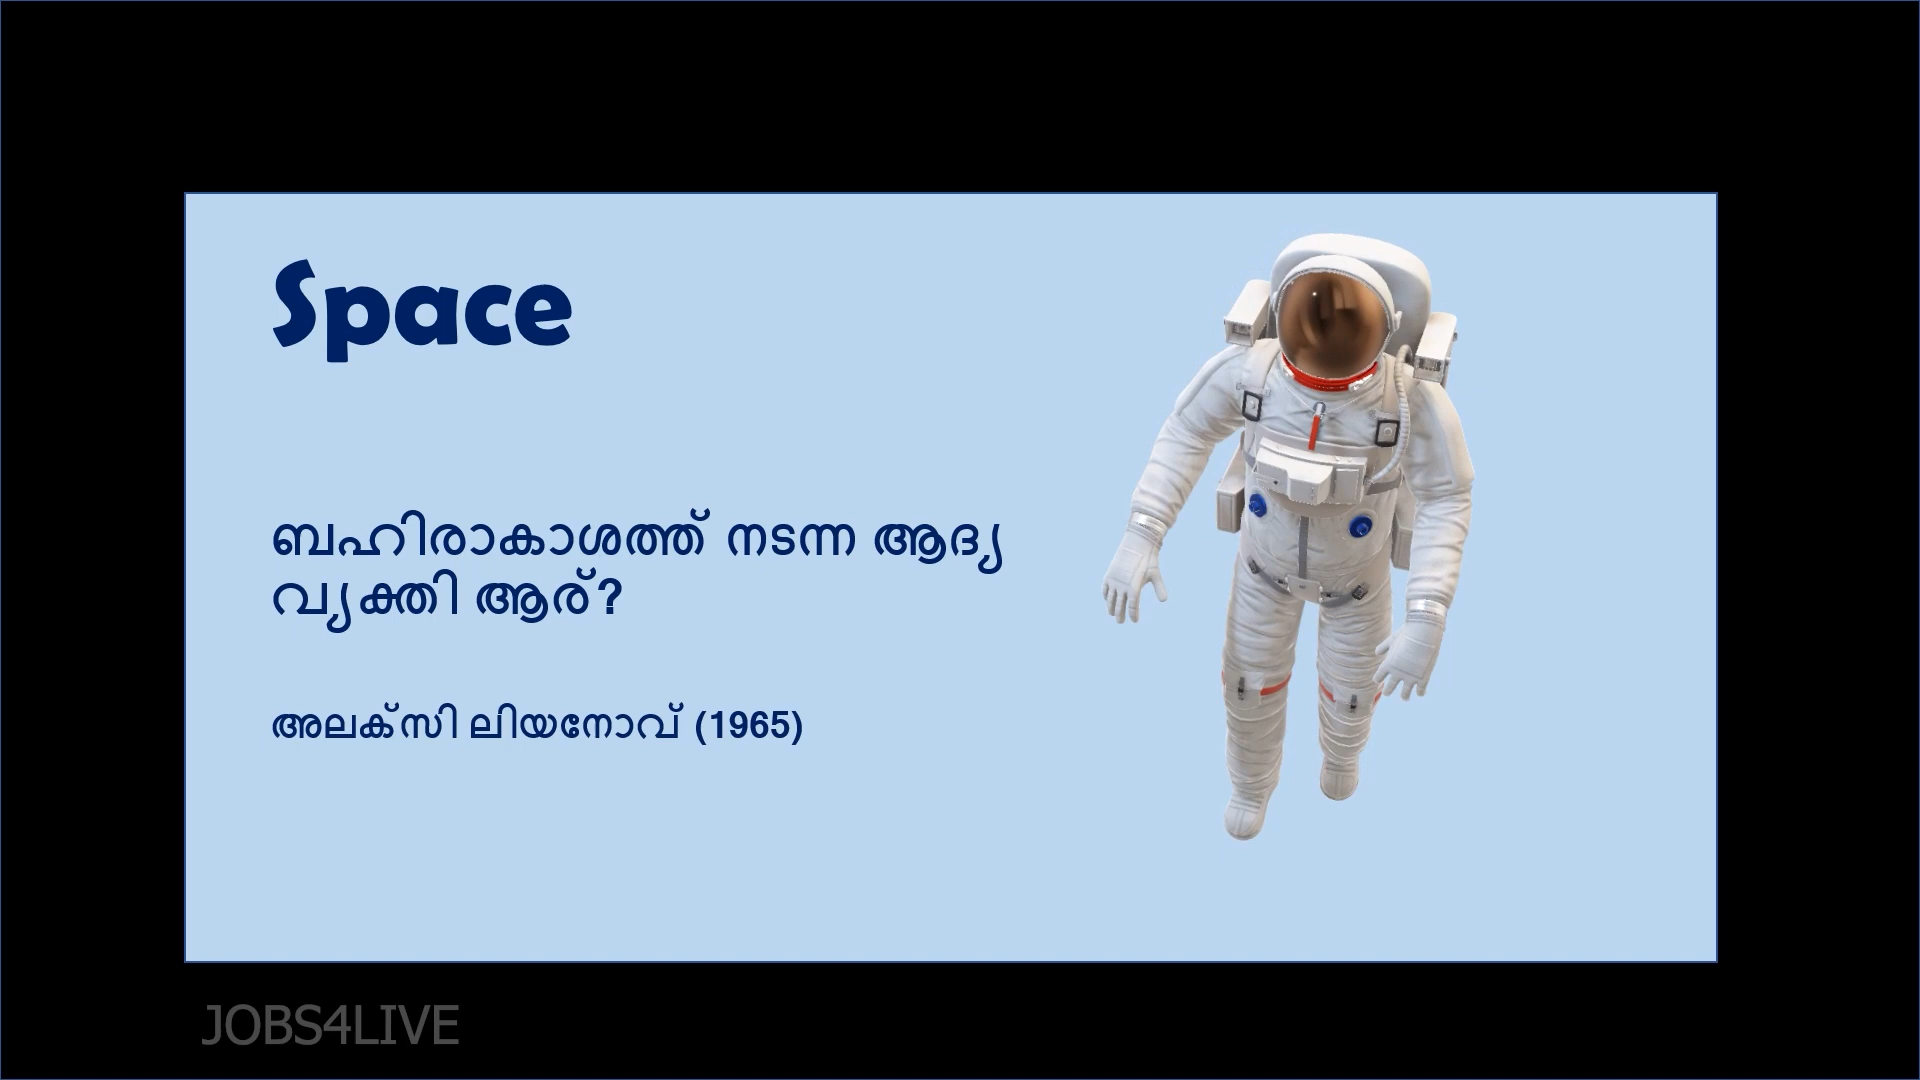 Space
ബഹിരാകാശത്ത് നടന്ന ആദ്യ
വ്യക്തി ആര്?
അലക്സി ലിയനോവ് (1965)
JOBS4LIVE